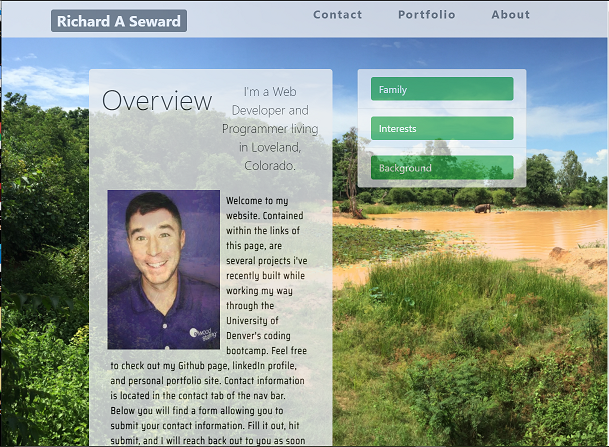 Richard A Seward
Contact Portfolio About
Overview
I'm a Web
Developer and
Programmer living
in Loveland,
Colorado.
Family
Interests
Background
Welcome to my
website. Contained
within the links of
this page, are
several projects i've
recently built while
working my way
through the
University of
Denver's coding
bootcamp. Feel free
to check out my Github page, linkedIn profile,
and personal portfolio site. Contact information
is located in the contact tab of the nav bar.
Below you will find a form allowing you to
submit your contact information. Fill it out, hit
submit, and I will reach back out to you as soon